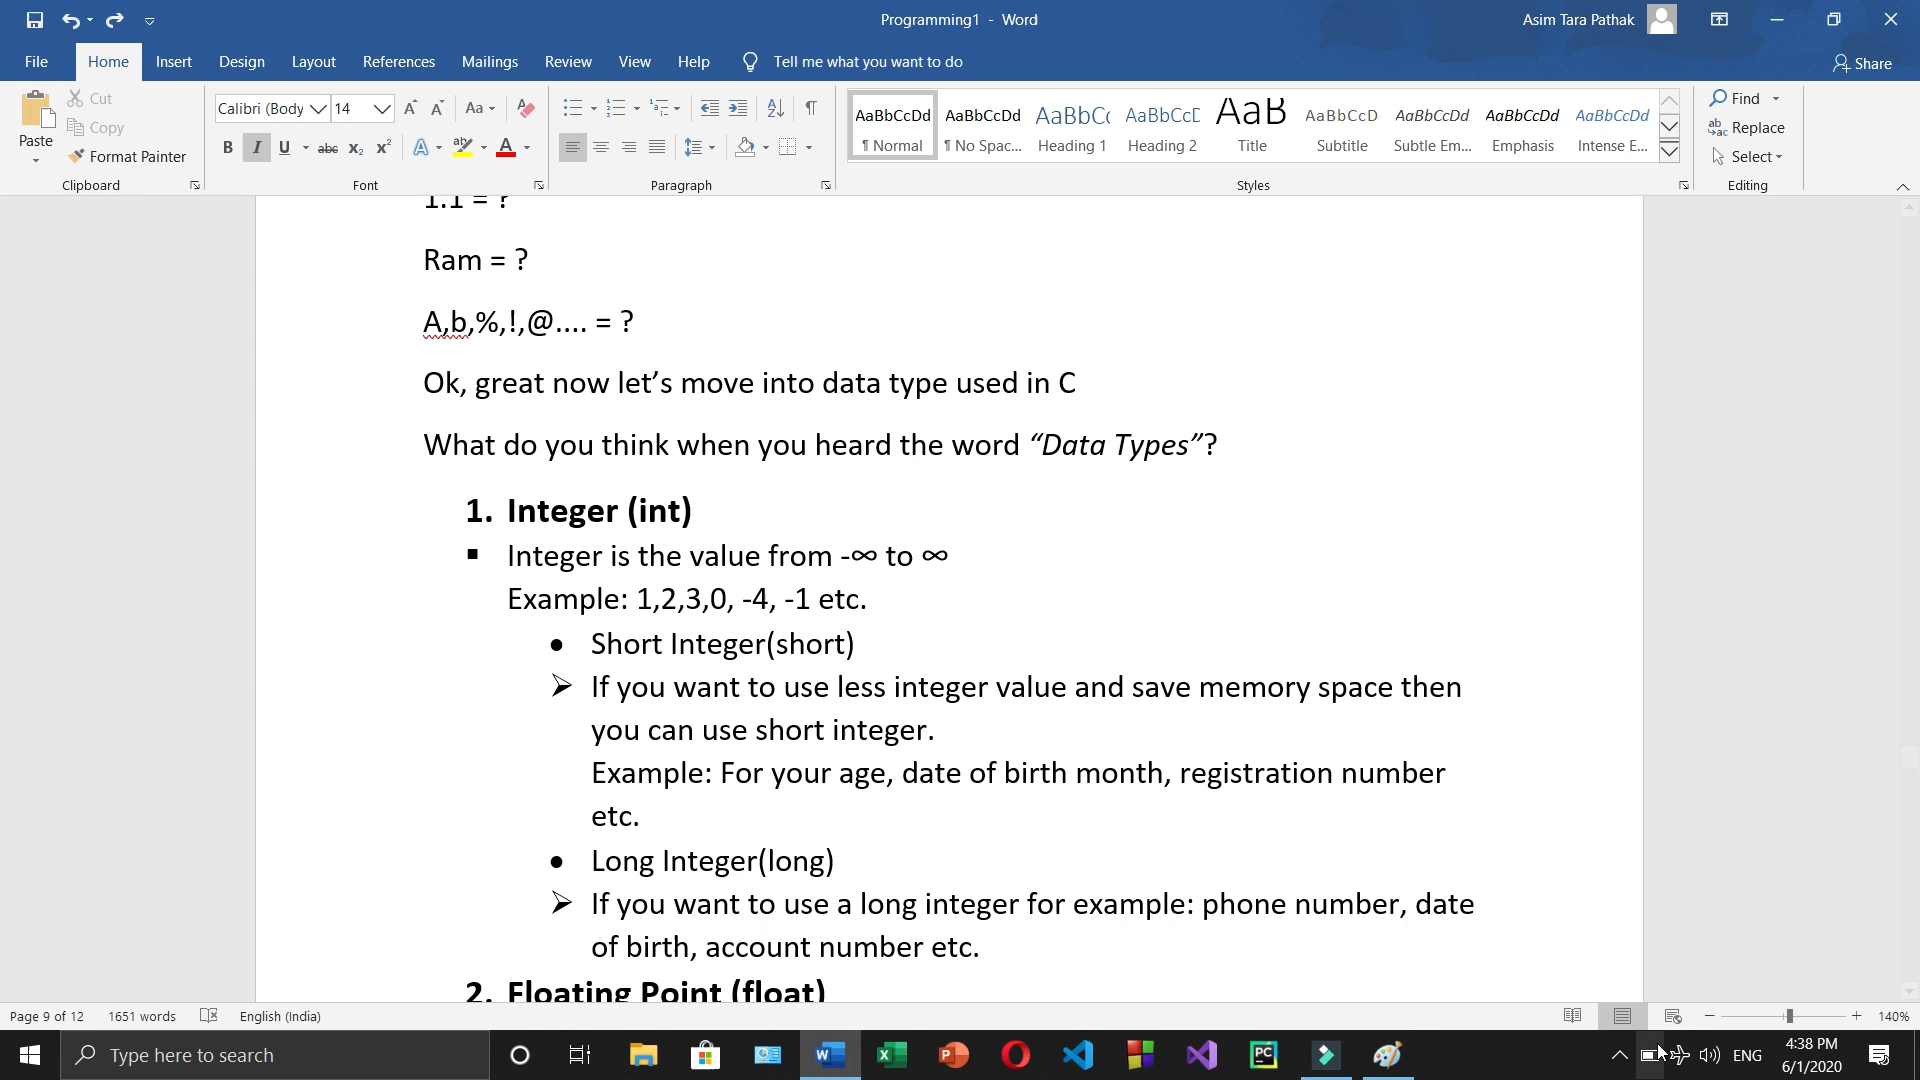 Programming1 - Word
Asim Tara Pathak
File Home Insert Design Layout References Mailings Review View Help Tell me what you want to do
Share
Paste
Cut
Copy
Format Painter
Clipboard
Calibri (Body 14
Aa
B I U abc X₂ X² A ab A
Font
Paragraph
AaBbCcDd AaBbCcDd AaBbCc AaBbCcD AaB AaBbCcD AaBbCcDd AaBbCcDd AaBbCcDd
¶ Normal ¶ No Spac... Heading 1 Heading 2 Title Subtitle Subtle Em... Emphasis Intense E...
Styles
Find
Replace
Select
Editing
1.1 = ?
Ram = ?
A,b,%,!,@.... = ?
Ok, great now let’s move into data type used in C
What do you think when you heard the word “Data Types”?
1. Integer (int)
▪ Integer is the value from -∞ to ∞
Example: 1,2,3,0, -4, -1 etc.
• Short Integer(short)
➢ If you want to use less integer value and save memory space then
you can use short integer.
Example: For your age, date of birth month, registration number
etc.
• Long Integer(long)
➢ If you want to use a long integer for example: phone number, date
of birth, account number etc.
2. Floating Point (float)
Page 9 of 12 1651 words English (India) 140%
Type here to search
ENG
4:38 PM
6/1/2020